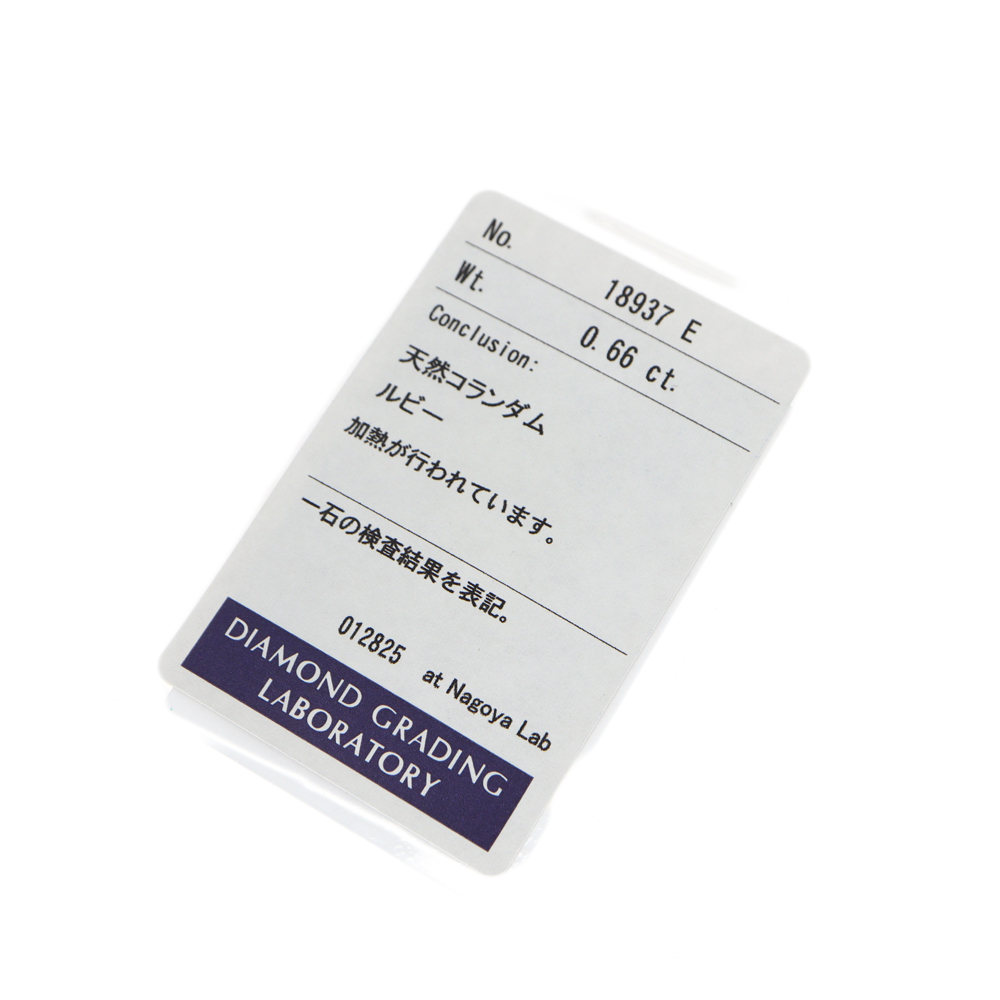 No. 18937 E
Wt. 0.66 ct.
Conclusion:
天然コランダム
ルビー
加熱が行われています。
一石の検査結果を表記。
012825 at Nagoya Lab
DIAMOND GRADING
LABORATORY